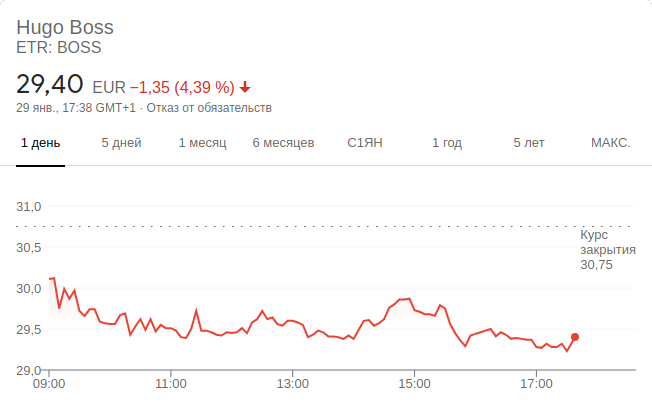 Hugo Boss
ETR: BOSS
29,40 EUR −1,35 (4,39 %)
29 янв., 17:38 GMT+1 · Отказ от обязательств
1 день 5 дней 1 месяц 6 месяцев С1ЯН 1 год 5 лет МАКС.
31,0
Курс
закрытия
30,75
30,5
30,0
29,5
29,0
09:00 11:00 13:00 15:00 17:00